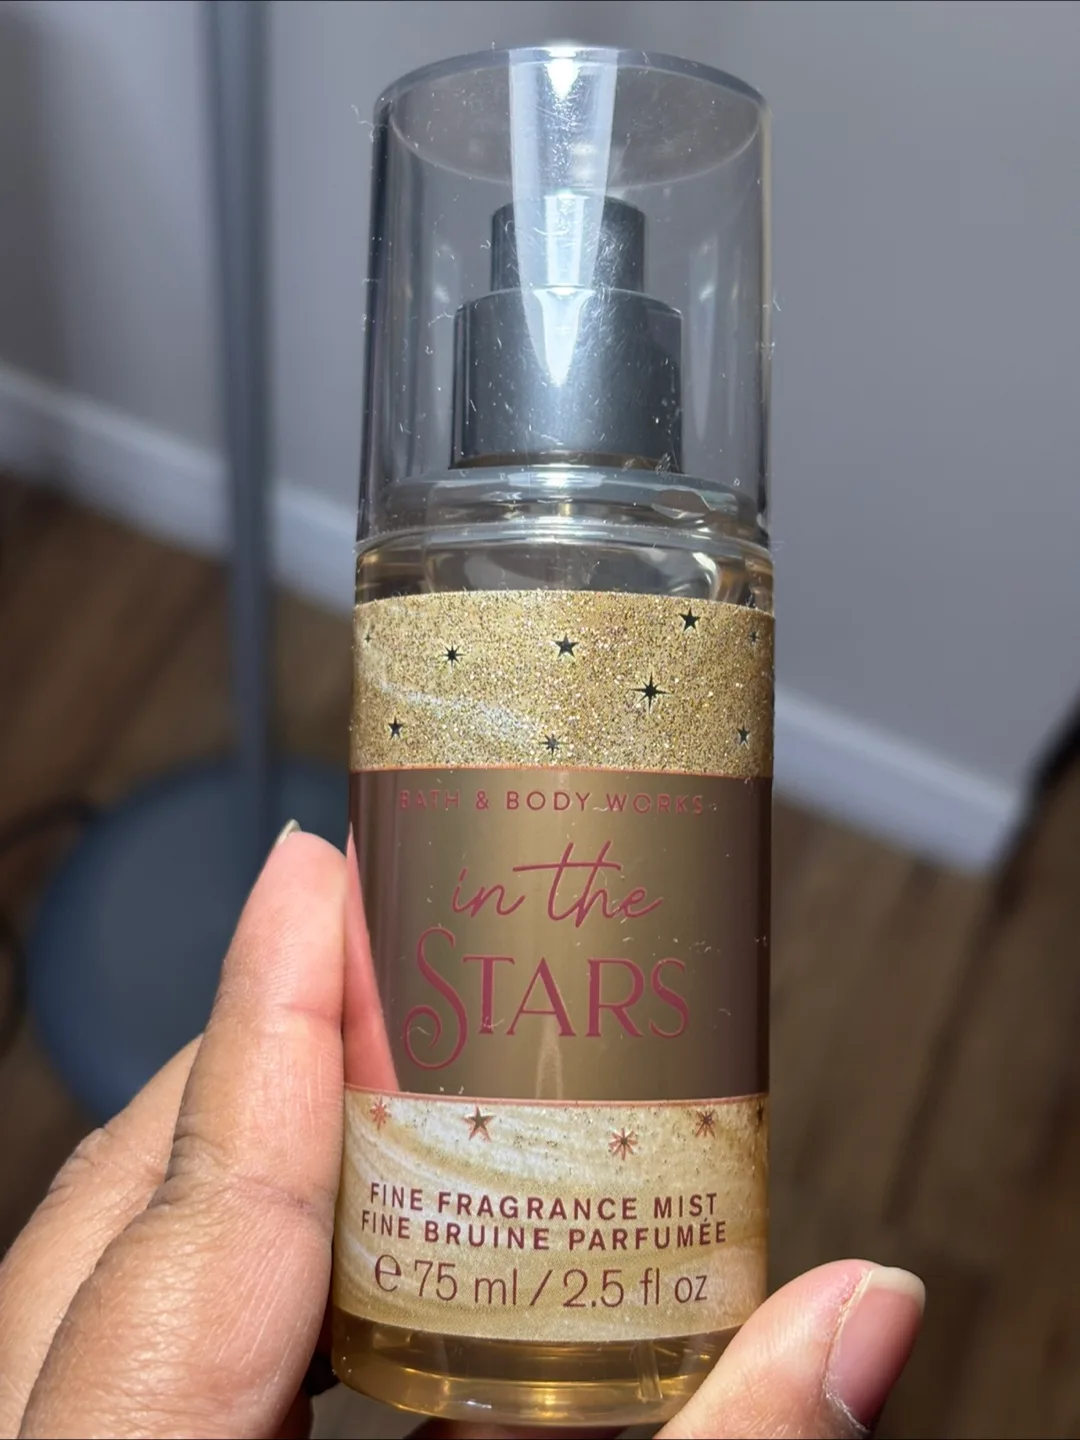 BATH & BODY WORKS
in the
STARS
FINE FRAGRANCE MIST
FINE BRUINE PARFUMÉE
℮ 75 ml / 2.5 fl oz